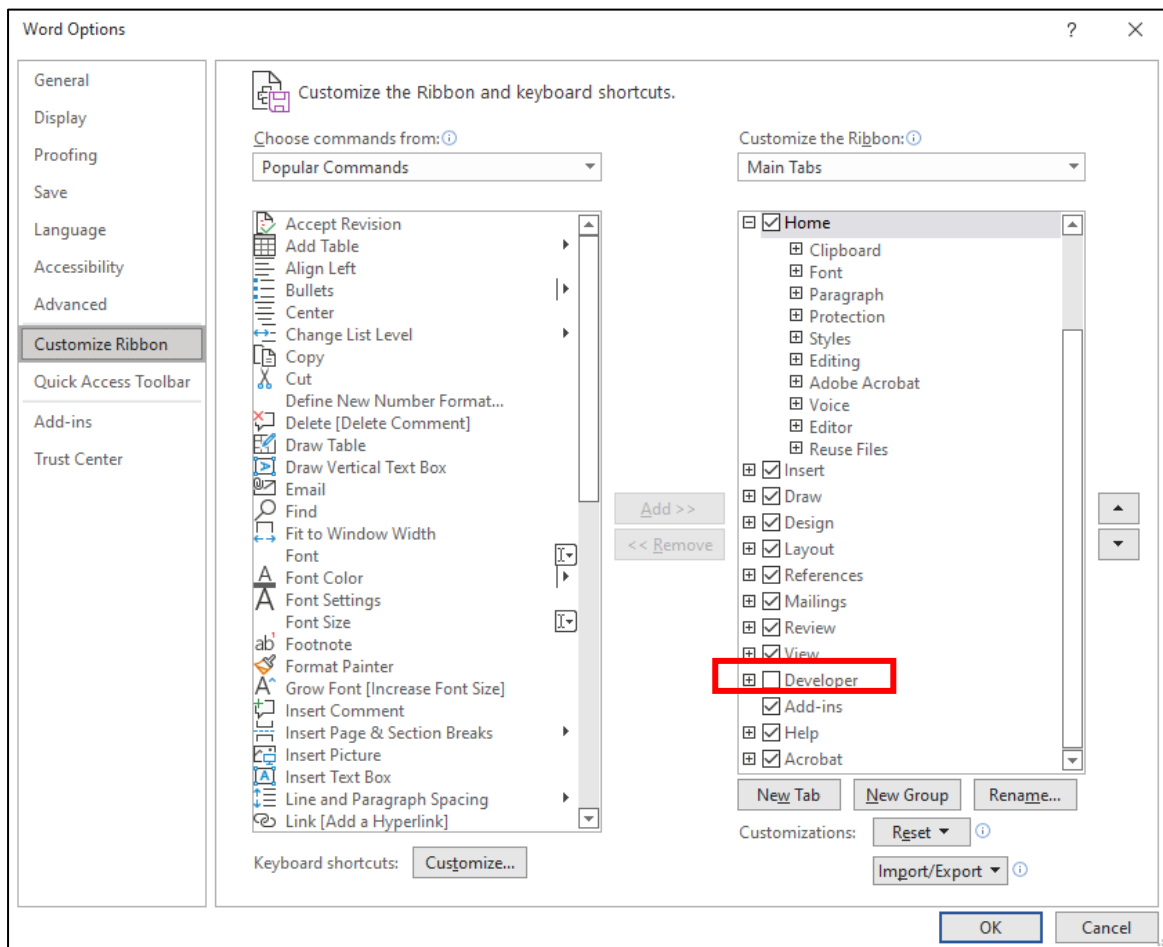 Word Options
?
General
Display
Proofing
Save
Language
Accessibility
Advanced
Customize Ribbon
Quick Access Toolbar
Add-ins
Trust Center
Customize the Ribbon and keyboard shortcuts.
Choose commands from:
Popular Commands
Accept Revision
Add Table
Align Left
Bullets
Center
Change List Level
Copy
Cut
Define New Number Format...
Delete [Delete Comment]
Draw Table
Draw Vertical Text Box
Email
Find
Fit to Window Width
Font
Font Color
Font Settings
Font Size
Footnote
Format Painter
Grow Font [Increase Font Size]
Insert Comment
Insert Page & Section Breaks
Insert Picture
Insert Text Box
Line and Paragraph Spacing
Link [Add a Hyperlink]
Keyboard shortcuts: Customize...
Add >>
<< Remove
Customize the Ribbon:
Main Tabs
Home
Clipboard
Font
Paragraph
Protection
Styles
Editing
Adobe Acrobat
Voice
Editor
Reuse Files
Insert
Draw
Design
Layout
References
Mailings
Review
View
Developer
Add-ins
Help
Acrobat
New Tab New Group Rename...
Customizations: Reset
Import/Export
OK Cancel